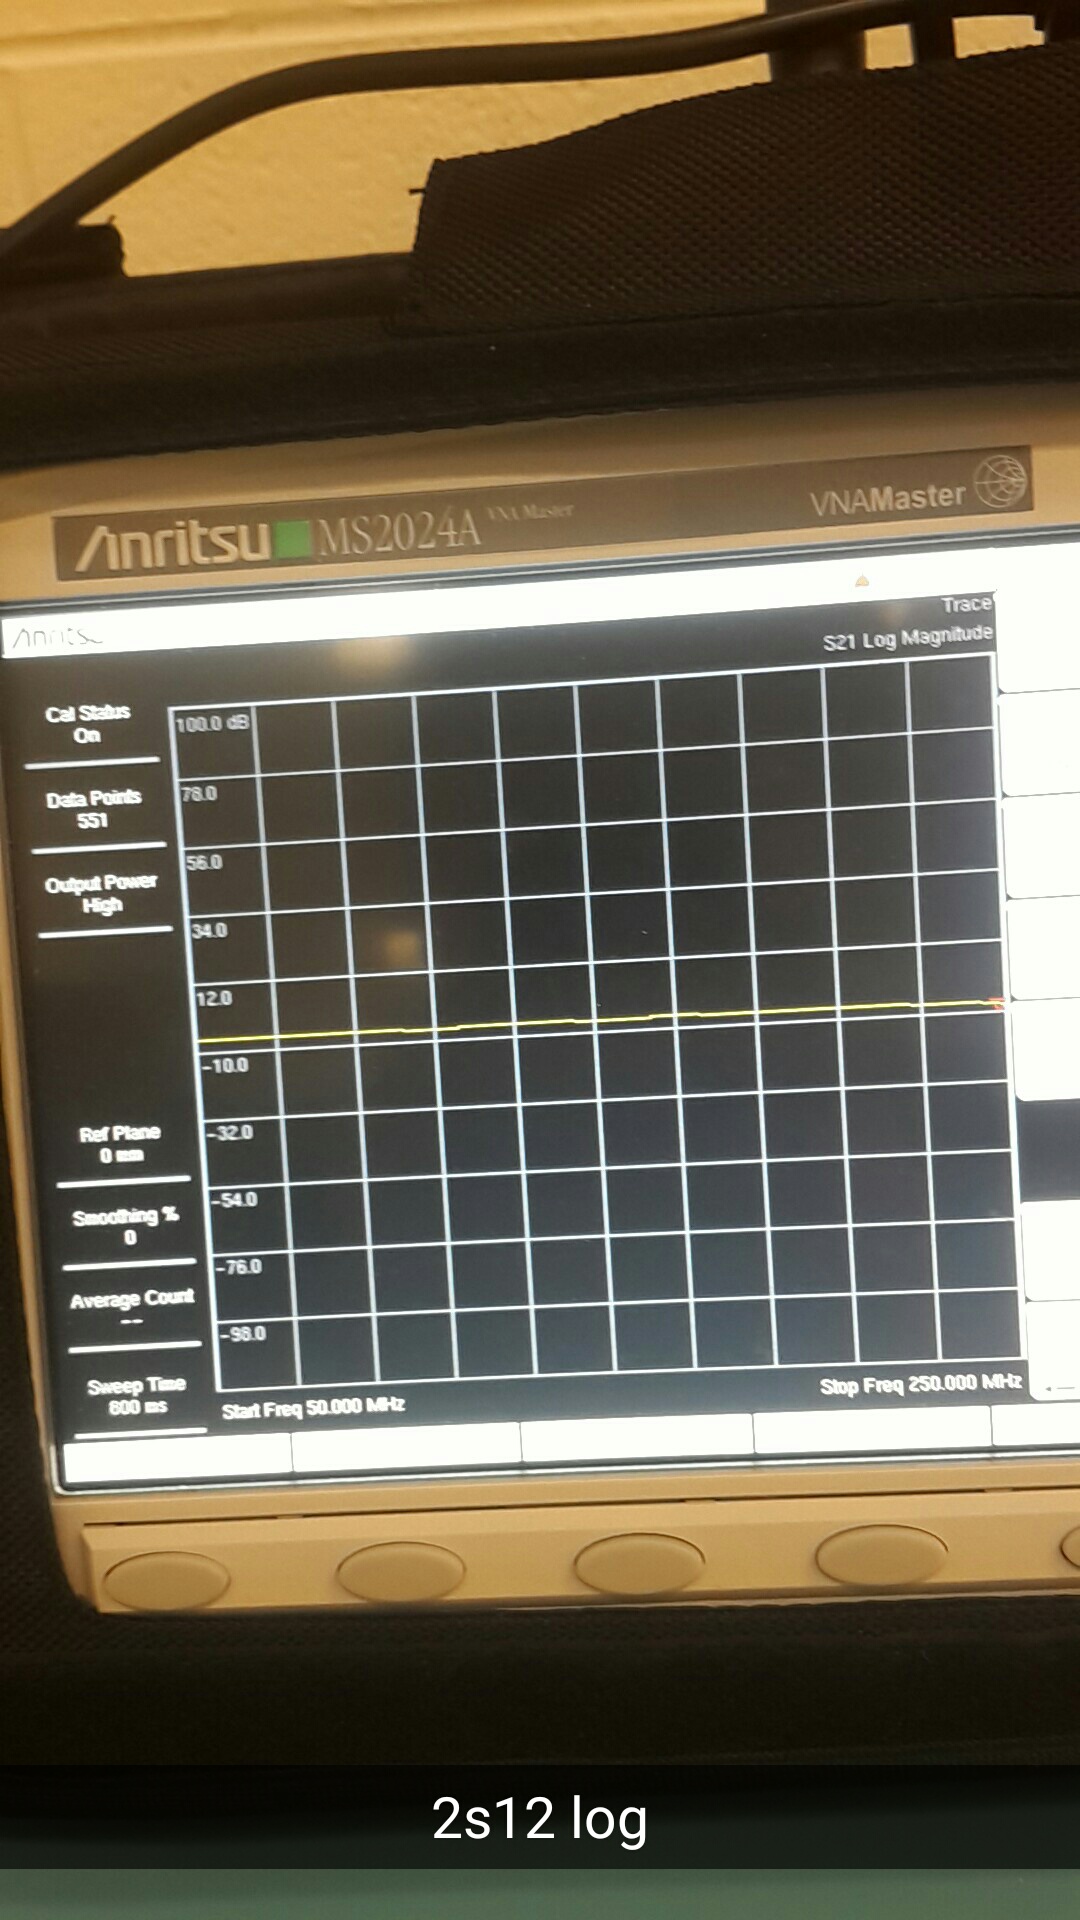 Anritsu MS2024A VNA Master
VNAMaster
Anritsu
Trace
S21 Log Magnitude
Cal Status
On
Data Points
551
Output Power
High
Ref Plane
0 mm
Smoothing %
0
Average Count
--
Sweep Time
800 ms
100.0 dB
78.0
56.0
34.0
12.0
-10.0
-32.0
-54.0
-76.0
-98.0
Start Freq 50.000 MHz
Stop Freq 250.000 MHz
2s12 log